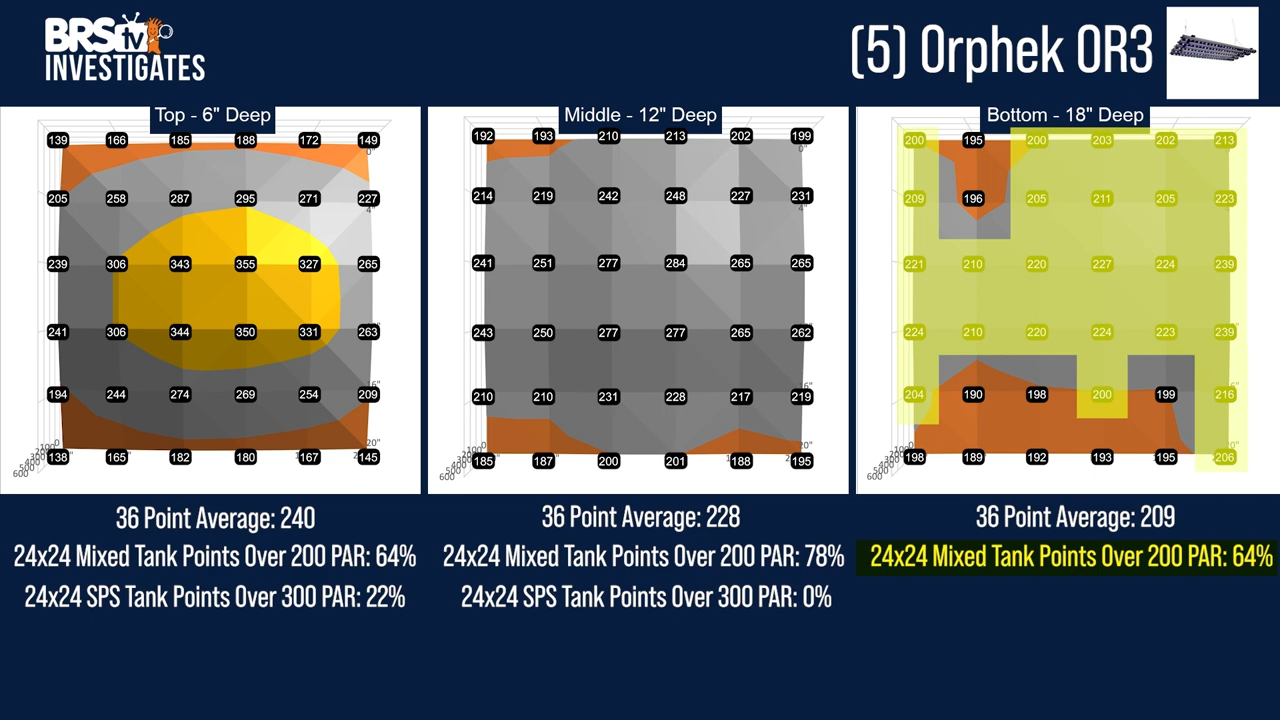 BRStv
INVESTIGATES
(5) Orphek OR3
Top - 6" Deep
139 166 185 188 172 149
0"
205 258 287 295 271 227
4"
239 306 343 355 327 265
241 306 344 350 331 263
194 244 274 269 254 209
20"
138 165 182 180 167 145
600
Middle - 12" Deep
192 193 210 213 202 199
0"
214 219 242 248 227 231
4"
241 251 277 284 265 265
243 250 277 277 265 262
210 210 231 228 217 219
20"
185 187 200 201 188 195
600
Bottom - 18" Deep
200 195 200 203 202 213
209 196 205 211 205 223
221 210 220 227 224 239
224 210 220 224 223 239
204 190 198 200 199 216
198 189 192 193 195 206
600
36 Point Average: 240
24x24 Mixed Tank Points Over 200 PAR: 64%
24x24 SPS Tank Points Over 300 PAR: 22%
36 Point Average: 228
24x24 Mixed Tank Points Over 200 PAR: 78%
24x24 SPS Tank Points Over 300 PAR: 0%
36 Point Average: 209
24x24 Mixed Tank Points Over 200 PAR: 64%